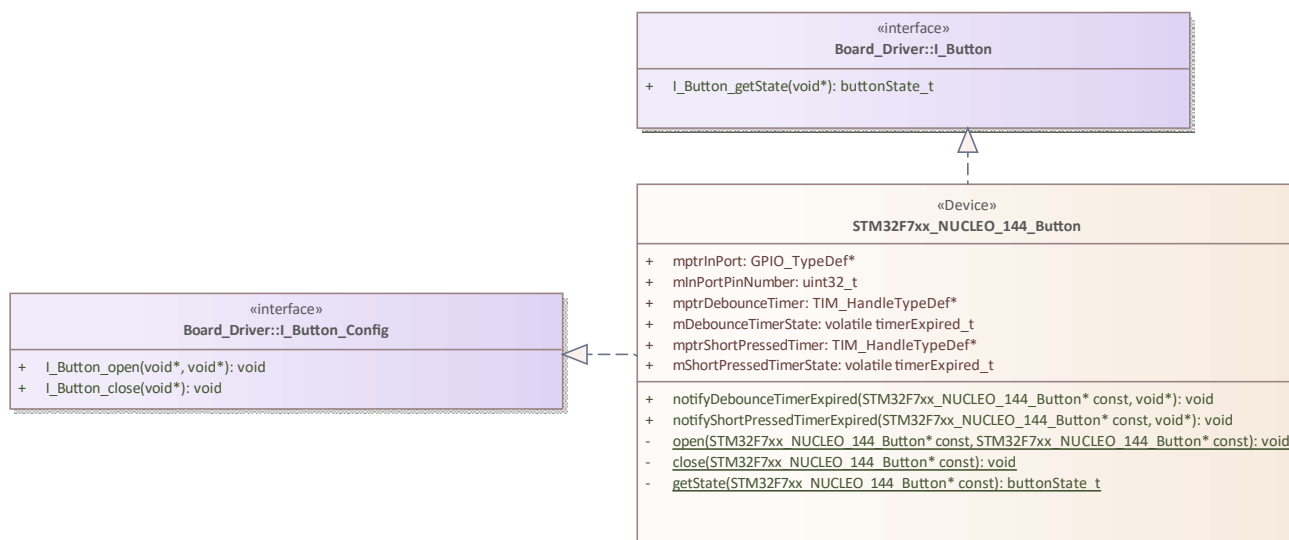 «interface»
Board_Driver::I_Button
+ I_Button_getState(void*): buttonState_t
«Device»
STM32F7xx_NUCLEO_144_Button
+ mptrInPort: GPIO_TypeDef*
+ mInPortPinNumber: uint32_t
+ mptrDebounceTimer: TIM_HandleTypeDef*
+ mDebounceTimerState: volatile timerExpired_t
+ mptrShortPressedTimer: TIM_HandleTypeDef*
+ mShortPressedTimerState: volatile timerExpired_t
+ notifyDebounceTimerExpired(STM32F7xx_NUCLEO_144_Button* const, void*): void
+ notifyShortPressedTimerExpired(STM32F7xx_NUCLEO_144_Button* const, void*): void
- open(STM32F7xx_NUCLEO_144_Button* const, STM32F7xx_NUCLEO_144_Button* const): void
- close(STM32F7xx_NUCLEO_144_Button* const): void
- getState(STM32F7xx_NUCLEO_144_Button* const): buttonState_t
«interface»
Board_Driver::I_Button_Config
+ I_Button_open(void*, void*): void
+ I_Button_close(void*): void